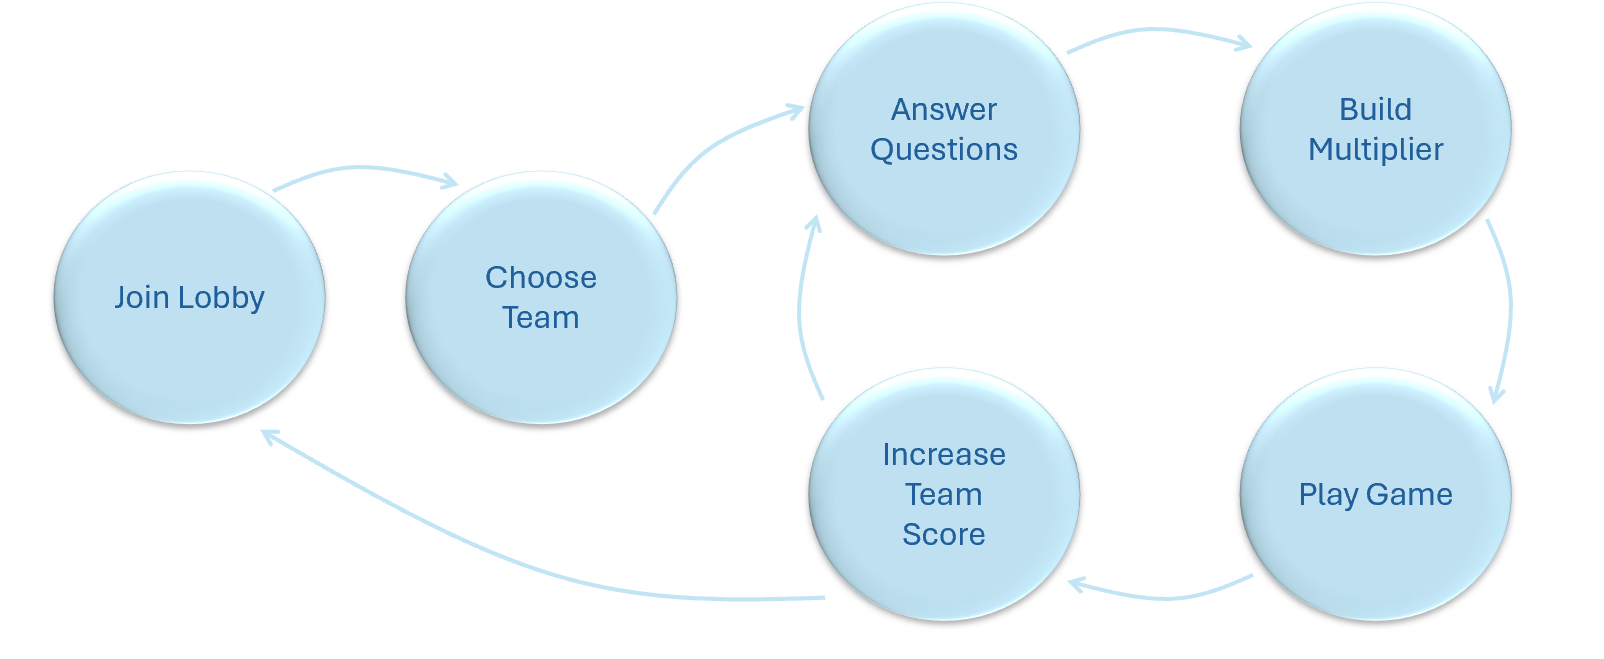 Join Lobby
Choose
Team
Answer
Questions
Build
Multiplier
Play Game
Increase
Team
Score